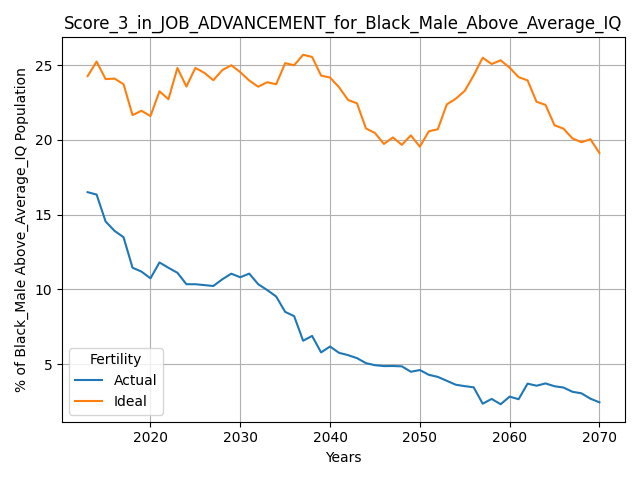 Score_3_in_JOB_ADVANCEMENT_for_Black_Male_Above_Average_IQ
% of Black_Male Above_Average_IQ Population
25
20
15
10
5
Fertility
Actual
Ideal
2020 2030 2040 2050 2060 2070
Years